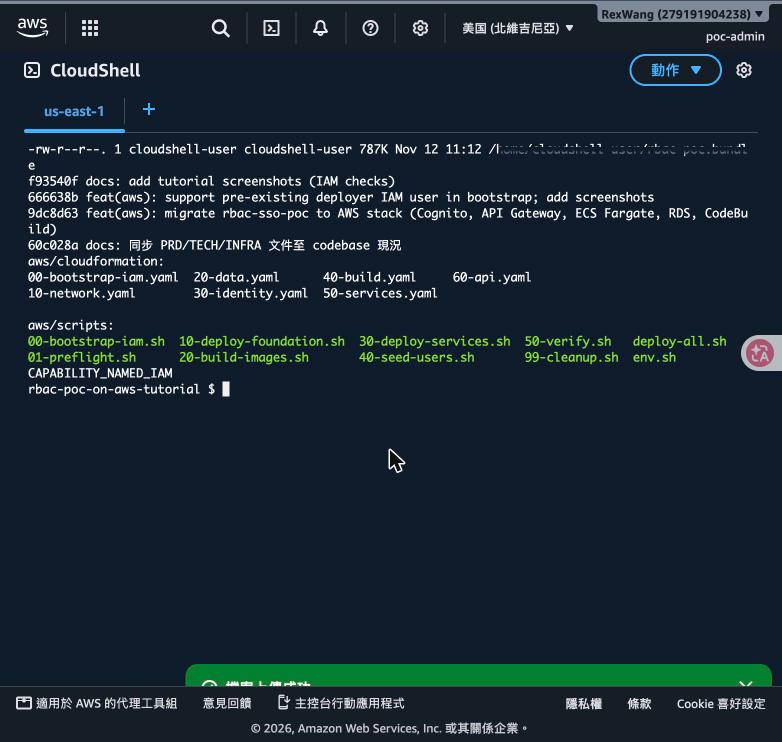 RexWang (279191904238) ▼
aws
美国 (北維吉尼亞) ▼
poc-admin
CloudShell
動作 ▼
us-east-1
+
-rw-r--r--. 1 cloudshell-user cloudshell-user 787K Nov 12 11:12 /home/cloudshell-user/rbac-poc.bundl
e
f93540f docs: add tutorial screenshots (IAM checks)
666638b feat(aws): support pre-existing deployer IAM user in bootstrap; add screenshots
9dc8d63 feat(aws): migrate rbac-sso-poc to AWS stack (Cognito, API Gateway, ECS Fargate, RDS, CodeBu
ild)
60c028a docs: 同步 PRD/TECH/INFRA 文件至 codebase 現況
aws/cloudformation:
00-bootstrap-iam.yaml 20-data.yaml 40-build.yaml 60-api.yaml
10-network.yaml 30-identity.yaml 50-services.yaml
aws/scripts:
00-bootstrap-iam.sh 10-deploy-foundation.sh 30-deploy-services.sh 50-verify.sh deploy-all.sh
01-preflight.sh 20-build-images.sh 40-seed-users.sh 99-cleanup.sh env.sh
CAPABILITY_NAMED_IAM
rbac-poc-on-aws-tutorial $
檔案上傳成功
適用於 AWS 的代理工具組 意見回饋 主控台行動應用程式 隱私權 條款 Cookie 喜好設定
© 2026, Amazon Web Services, Inc. 或其關係企業。